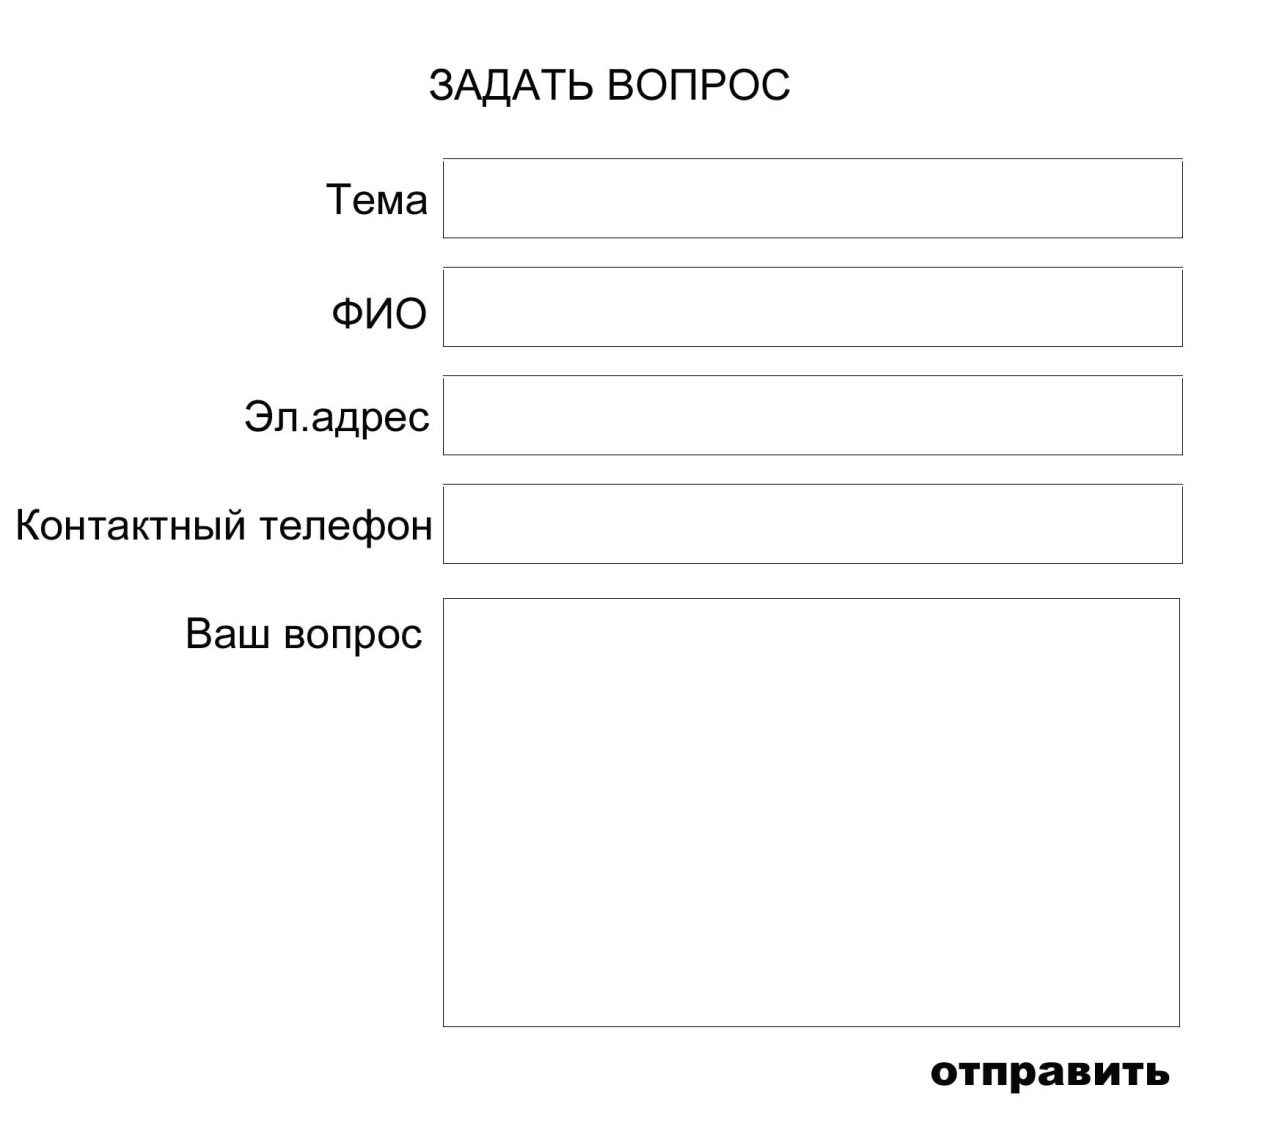 ЗАДАТЬ ВОПРОС
Тема
ФИО
Эл.адрес
Контактный телефон
Ваш вопрос
отправить